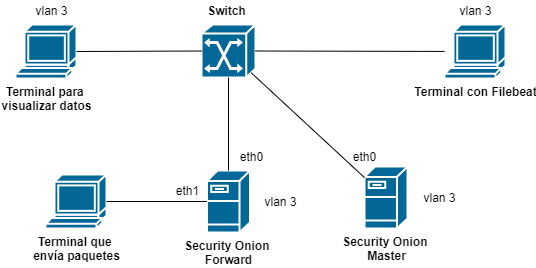 vlan 3
Switch
vlan 3
Terminal para
visualizar datos
Terminal con Filebeat
eth0
eth0
eth1
vlan 3
vlan 3
Terminal que
envía paquetes
Security Onion
Forward
Security Onion
Master